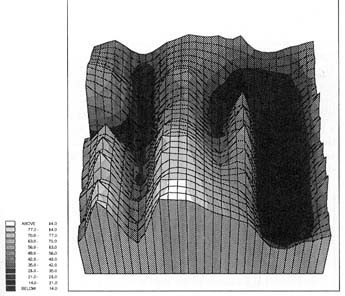 ABOVE 84.0
77.0 - 84.0
70.0 - 77.0
63.0 - 70.0
56.0 - 63.0
49.0 - 56.0
42.0 - 49.0
35.0 - 42.0
28.0 - 35.0
21.0 - 28.0
14.0 - 21.0
BELOW 14.0